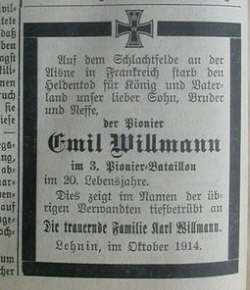 Auf dem Schlachtfelde an der
Aisne in Frankreich starb den
Heldentod für König und Vater-
land unser lieber Sohn, Bruder
und Neffe,
der Pionier
Emil Willmann
im 3. Pionier-Bataillon
im 20. Lebensjahre.
Dies zeigt im Namen der üb-
rigen Verwandten tiefbetrübt an
Die trauernde Familie Karl Willmann.
Lehnin, im Oktober 1914.